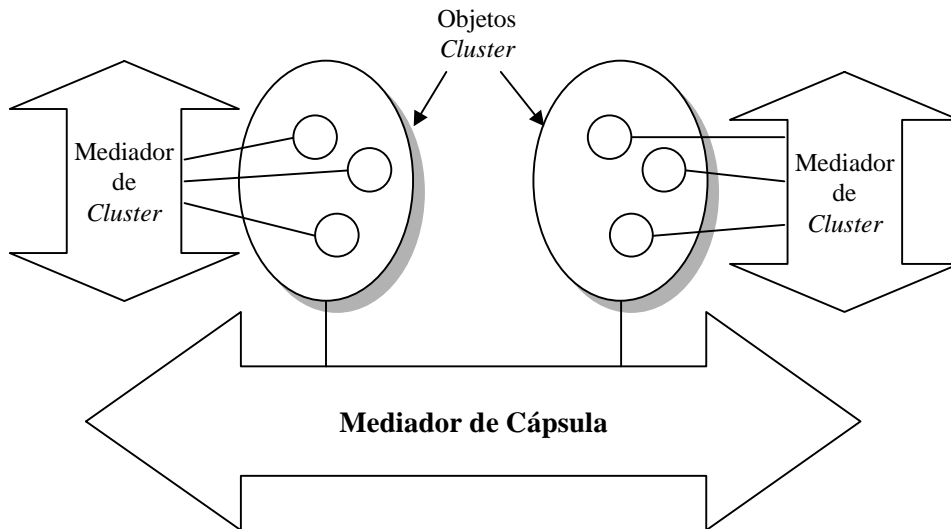 Objetos
Cluster
Mediador
de
Cluster
Mediador
de
Cluster
Mediador de Cápsula